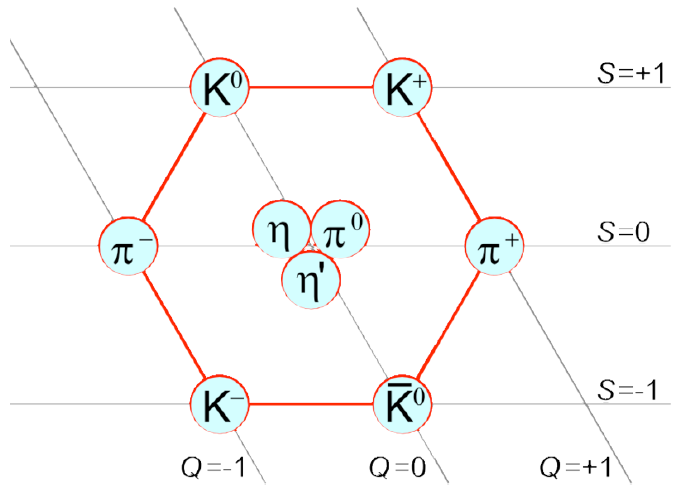 K⁰ K⁺ S=+1
η π⁰
π⁻ π⁺ S=0
η'
K⁻ K̅⁰ S=-1
Q=-1 Q=0 Q=+1